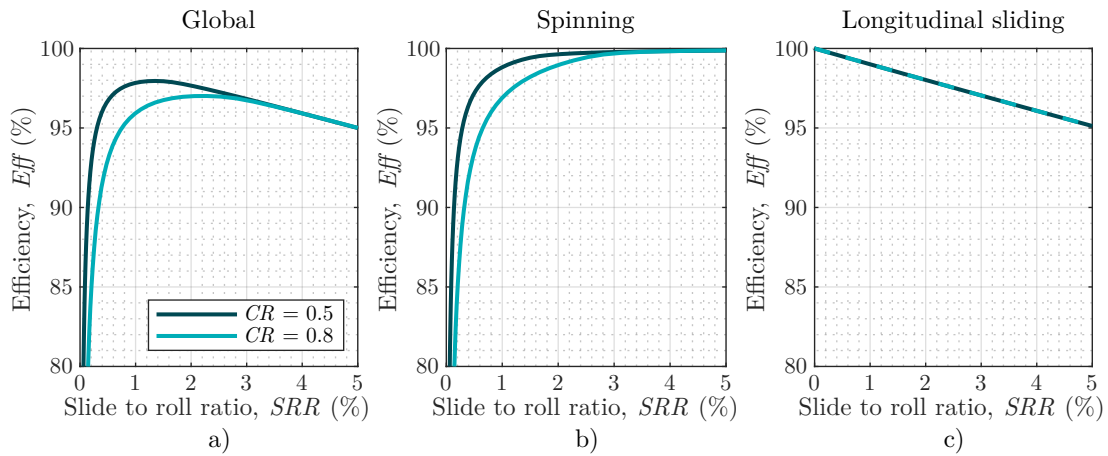 Global
Spinning
Longitudinal sliding
Efficiency, Eff (%)
100
95
90
85
80
0 1 2 3 4 5
CR = 0.5
CR = 0.8
Slide to roll ratio, SRR (%)
a)
Efficiency, Eff (%)
100
95
90
85
80
0 1 2 3 4 5
Slide to roll ratio, SRR (%)
b)
Efficiency, Eff (%)
100
95
90
85
80
0 1 2 3 4 5
Slide to roll ratio, SRR (%)
c)